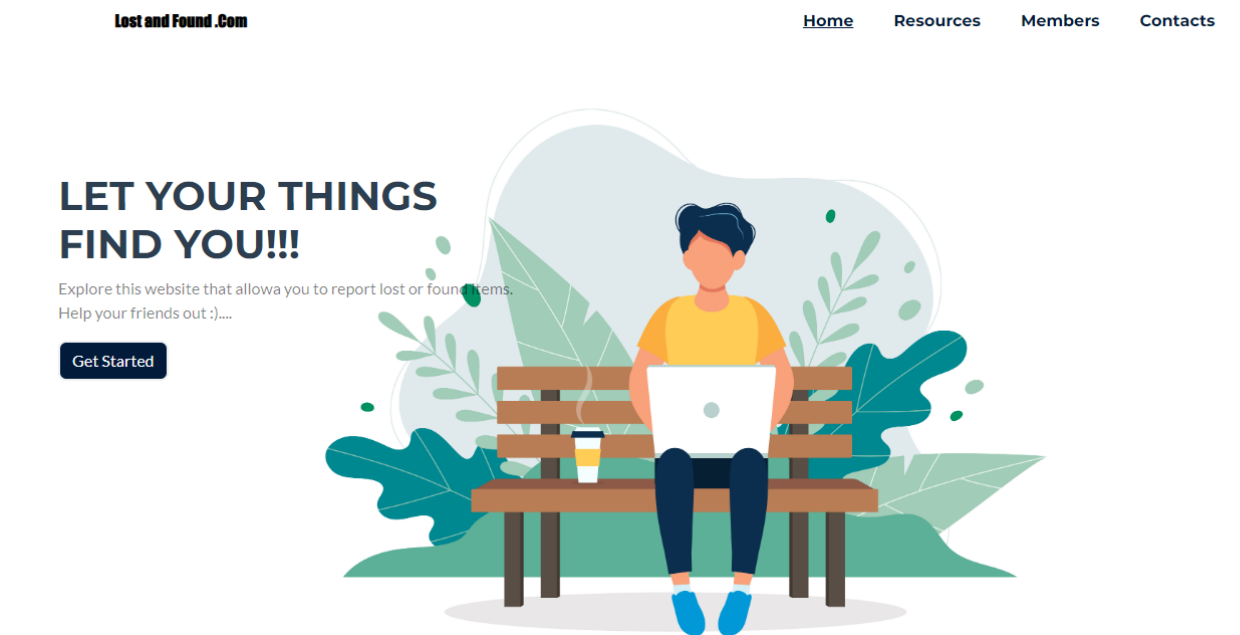 Lost and Found .Com
Home Resources Members Contacts
LET YOUR THINGS
FIND YOU!!!
Explore this website that allowa you to report lost or found items.
Help your friends out :)....
Get Started